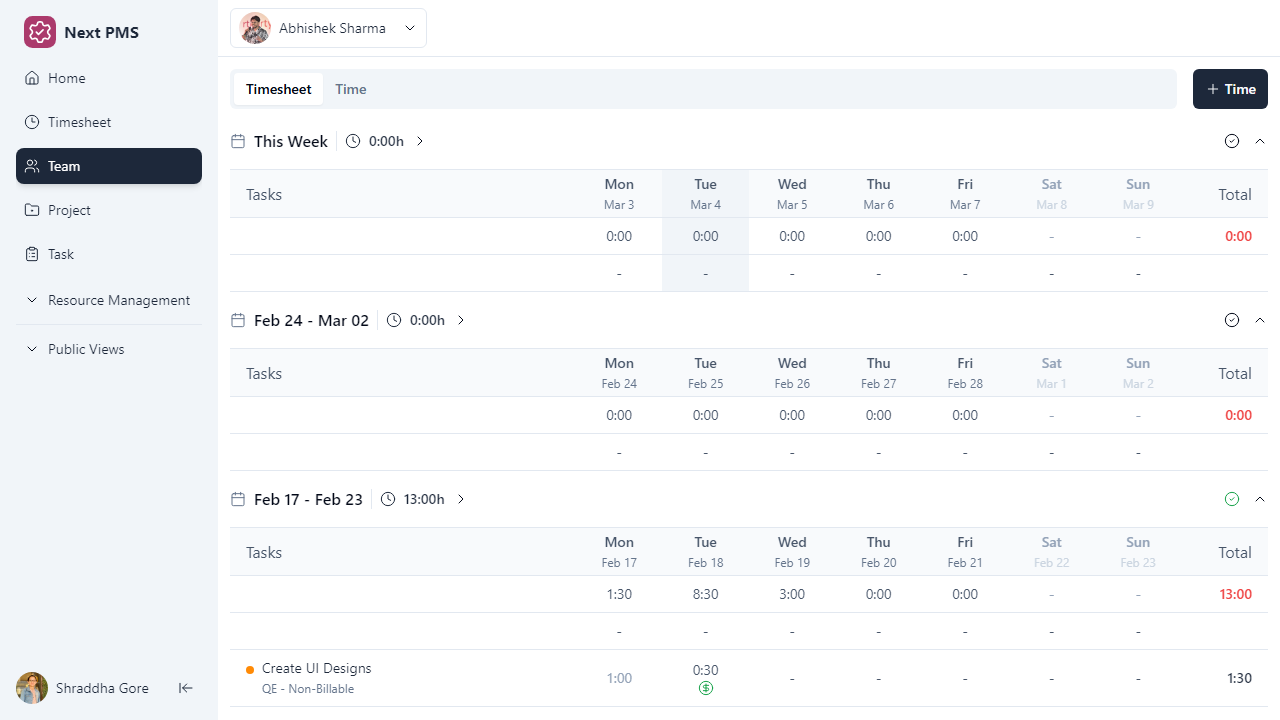 Next PMS
Home
Timesheet
Team
Project
Task
Resource Management
Public Views
Shraddha Gore
Abhishek Sharma
Timesheet Time
+ Time
This Week 0:00h
Tasks Mon Tue Wed Thu Fri Sat Sun Total
Mar 3 Mar 4 Mar 5 Mar 6 Mar 7 Mar 8 Mar 9
0:00 0:00 0:00 0:00 0:00 - - 0:00
- - - - - - -
Feb 24 - Mar 02 0:00h
Tasks Mon Tue Wed Thu Fri Sat Sun Total
Feb 24 Feb 25 Feb 26 Feb 27 Feb 28 Mar 1 Mar 2
0:00 0:00 0:00 0:00 0:00 - - 0:00
- - - - - - -
Feb 17 - Feb 23 13:00h
Tasks Mon Tue Wed Thu Fri Sat Sun Total
Feb 17 Feb 18 Feb 19 Feb 20 Feb 21 Feb 22 Feb 23
1:30 8:30 3:00 0:00 0:00 - - 13:00
- - - - - - -
Create UI Designs 1:00 0:30 - - - - - 1:30
QE - Non-Billable $